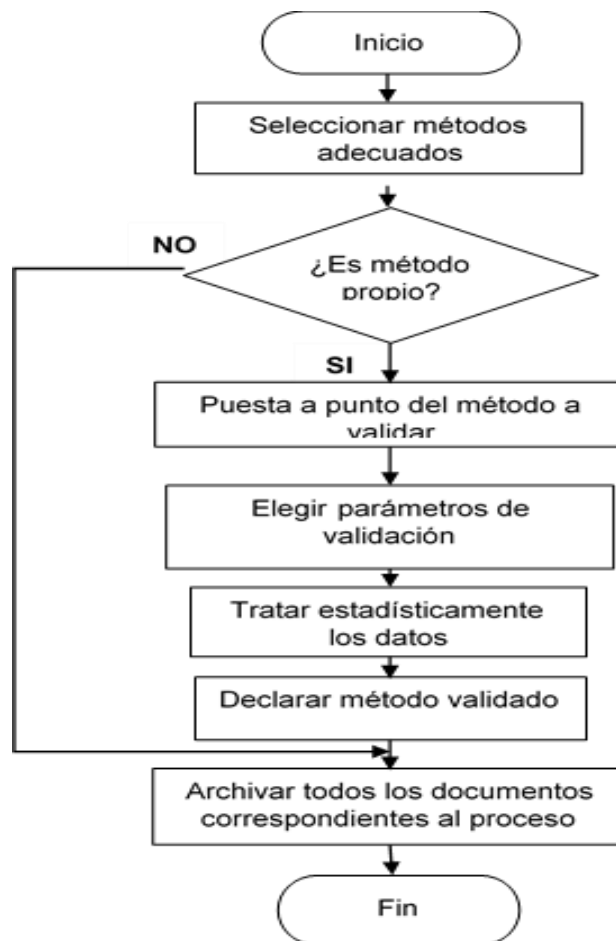 Inicio
Seleccionar métodos
adecuados
NO
¿Es método
propio?
SI
Puesta a punto del método a
validar
Elegir parámetros de
validación
Tratar estadísticamente
los datos
Declarar método validado
Archivar todos los documentos
correspondientes al proceso
Fin